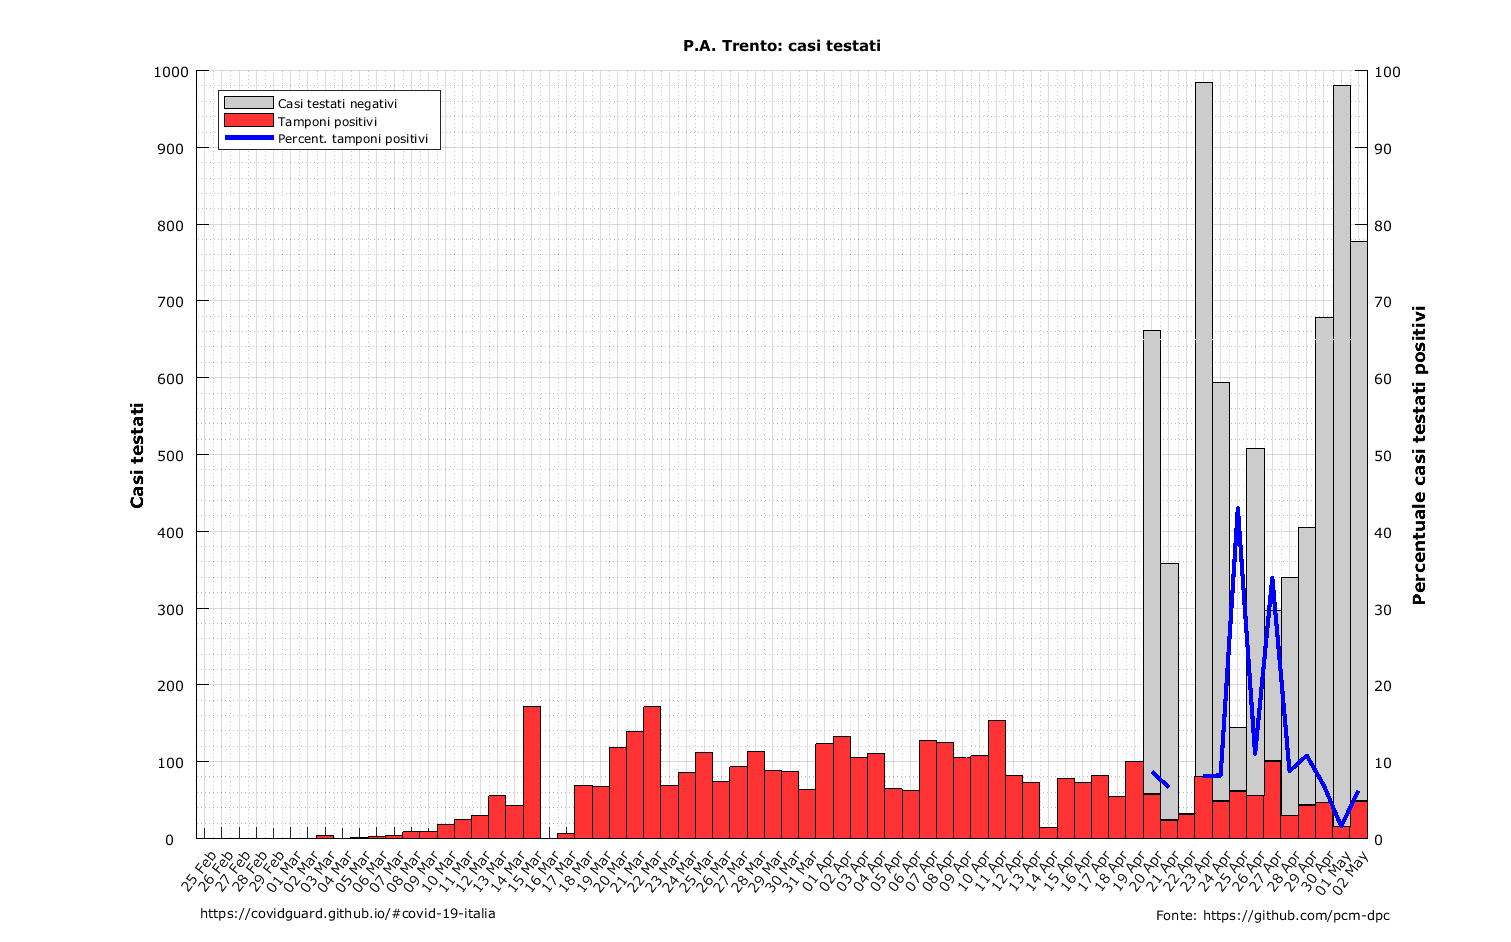 P.A. Trento: casi testati
Casi testati negativi
Tamponi positivi
Percent. tamponi positivi
Casi testati
1000
900
800
700
600
500
400
300
200
100
0
100
90
80
70
60
50
40
30
20
10
0
Percentuale casi testati positivi
25 Feb
26 Feb
27 Feb
28 Feb
29 Feb
01 Mar
02 Mar
03 Mar
04 Mar
05 Mar
06 Mar
07 Mar
08 Mar
09 Mar
10 Mar
11 Mar
12 Mar
13 Mar
14 Mar
15 Mar
16 Mar
17 Mar
18 Mar
19 Mar
20 Mar
21 Mar
22 Mar
23 Mar
24 Mar
25 Mar
26 Mar
27 Mar
28 Mar
29 Mar
30 Mar
31 Mar
01 Apr
02 Apr
03 Apr
04 Apr
05 Apr
06 Apr
07 Apr
08 Apr
09 Apr
10 Apr
11 Apr
12 Apr
13 Apr
14 Apr
15 Apr
16 Apr
17 Apr
18 Apr
19 Apr
20 Apr
21 Apr
22 Apr
23 Apr
24 Apr
25 Apr
26 Apr
27 Apr
28 Apr
29 Apr
30 Apr
01 May
02 May
https://covidguard.github.io/#covid-19-italia
Fonte: https://github.com/pcm-dpc